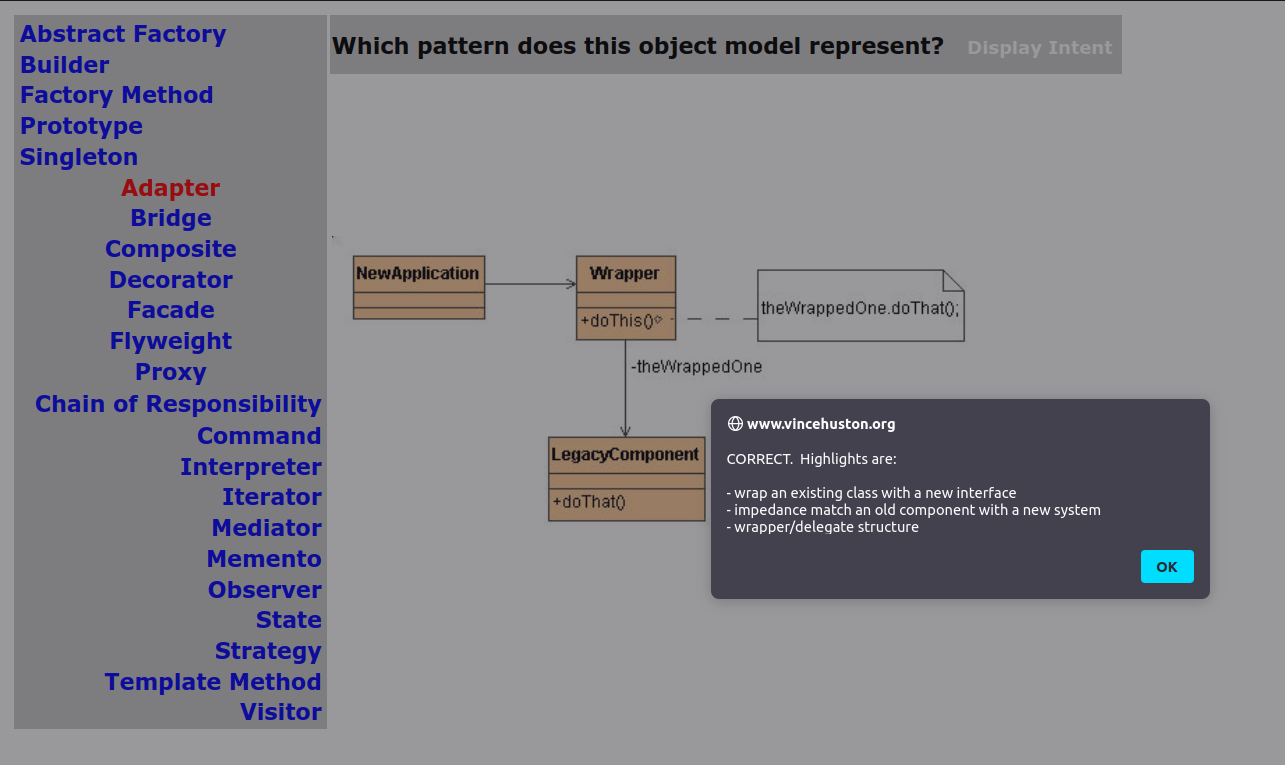 Abstract Factory
Builder
Factory Method
Prototype
Singleton
Adapter
Bridge
Composite
Decorator
Facade
Flyweight
Proxy
Chain of Responsibility
Command
Interpreter
Iterator
Mediator
Memento
Observer
State
Strategy
Template Method
Visitor
Which pattern does this object model represent? Display Intent
NewApplication
Wrapper
+doThis()
theWrappedOne.doThat();
-theWrappedOne
LegacyComponent
+doThat()
www.vincehuston.org
CORRECT. Highlights are:
- wrap an existing class with a new interface
- impedance match an old component with a new system
- wrapper/delegate structure
OK